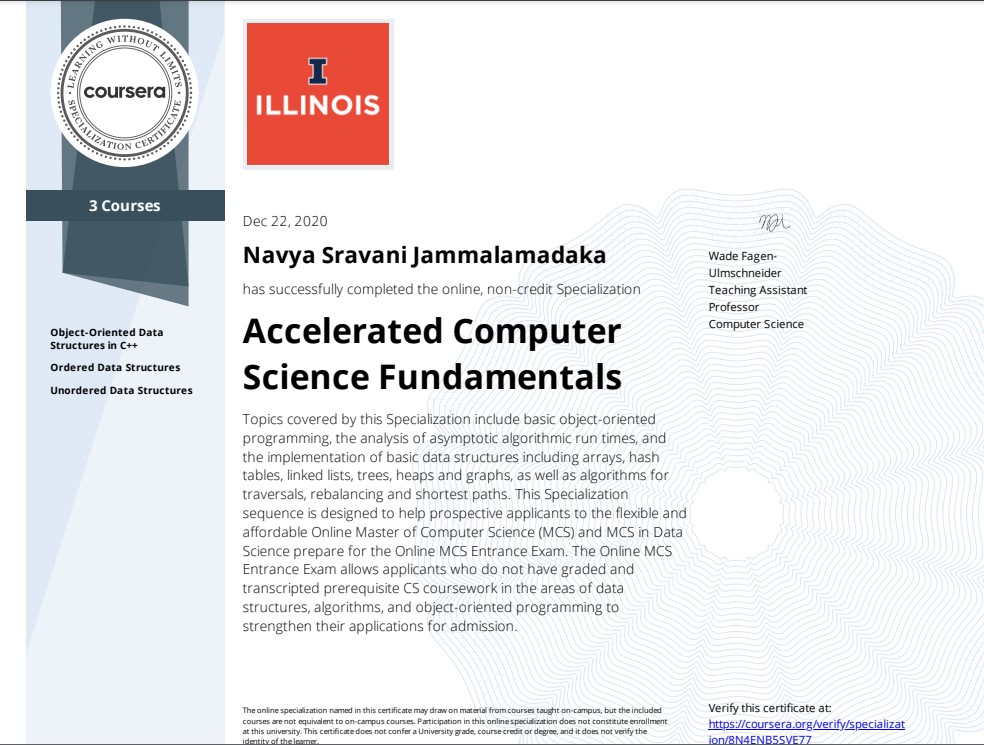 LEARNING WITHOUT LIMITS
coursera
SPECIALIZATION CERTIFICATE
I
ILLINOIS
3 Courses
Object-Oriented Data
Structures in C++
Ordered Data Structures
Unordered Data Structures
Dec 22, 2020
Navya Sravani Jammalamadaka
has successfully completed the online, non-credit Specialization
Accelerated Computer
Science Fundamentals
Topics covered by this Specialization include basic object-oriented
programming, the analysis of asymptotic algorithmic run times, and
the implementation of basic data structures including arrays, hash
tables, linked lists, trees, heaps and graphs, as well as algorithms for
traversals, rebalancing and shortest paths. This Specialization
sequence is designed to help prospective applicants to the flexible and
affordable Online Master of Computer Science (MCS) and MCS in Data
Science prepare for the Online MCS Entrance Exam. The Online MCS
Entrance Exam allows applicants who do not have graded and
transcripted prerequisite CS coursework in the areas of data
structures, algorithms, and object-oriented programming to
strengthen their applications for admission.
Wade Fagen-
Ulmschneider
Teaching Assistant
Professor
Computer Science
The online specialization named in this certificate may draw on material from courses taught on-campus, but the included
courses are not equivalent to on-campus courses. Participation in this online specialization does not constitute enrollment
at this university. This certificate does not confer a University grade, course credit or degree, and it does not verify the
identity of the learner.
Verify this certificate at:
https://coursera.org/verify/specializat
ion/8N4ENB5SVE77